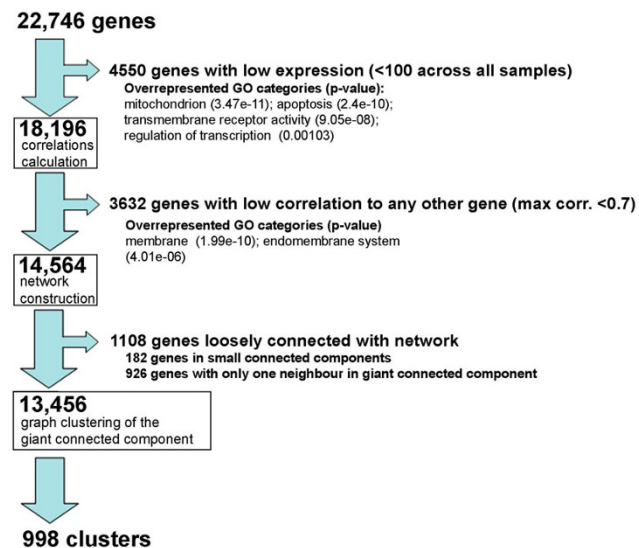 22,746 genes
4550 genes with low expression (<100 across all samples)
Overrepresented GO categories (p-value):
mitochondrion (3.47e-11); apoptosis (2.4e-10);
transmembrane receptor activity (9.05e-08);
regulation of transcription (0.00103)
18,196
correlations
calculation
3632 genes with low correlation to any other gene (max corr. <0.7)
Overrepresented GO categories (p-value)
membrane (1.99e-10); endomembrane system
(4.01e-06)
14,564
network
construction
1108 genes loosely connected with network
182 genes in small connected components
926 genes with only one neighbour in giant connected component
13,456
graph clustering of the
giant connected component
998 clusters